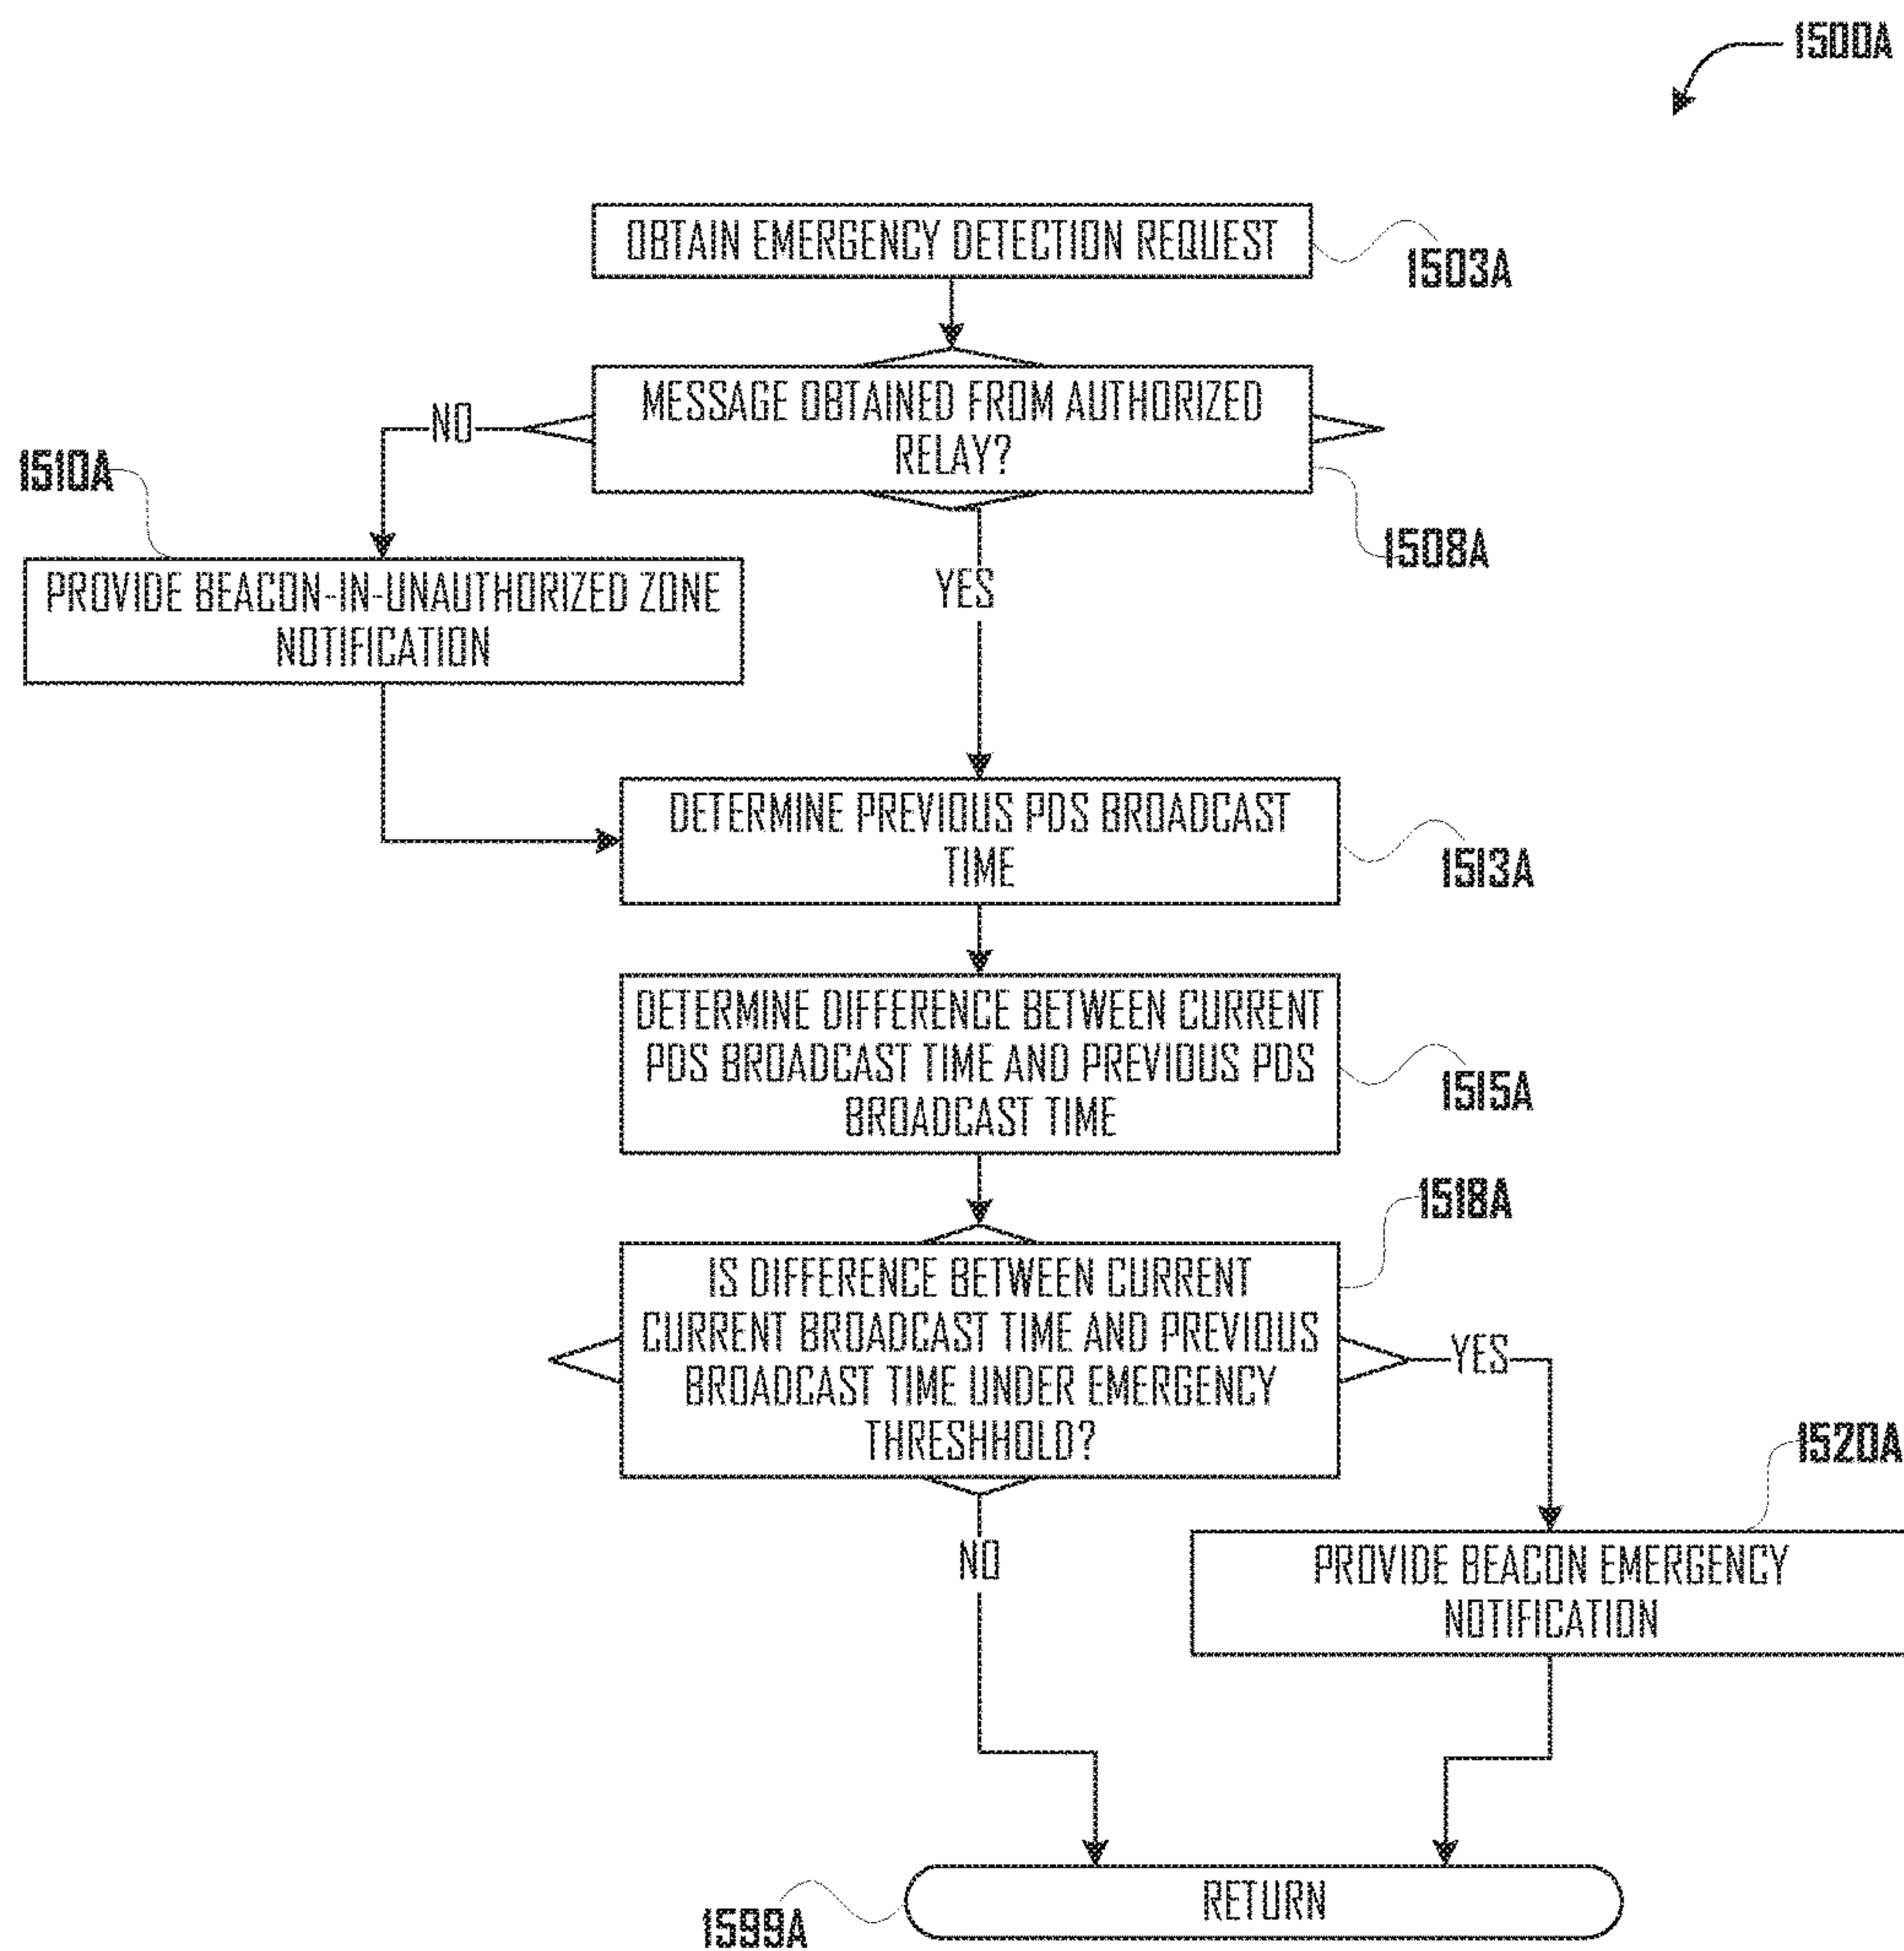 1500A
OBTAIN EMERGENCY DETECTION REQUEST
1503A
MESSAGE OBTAINED FROM AUTHORIZED
RELAY?
1508A
NO
YES
1510A
PROVIDE BEACON-IN-UNAUTHORIZED ZONE
NOTIFICATION
DETERMINE PREVIOUS PDS BROADCAST
TIME
1513A
DETERMINE DIFFERENCE BETWEEN CURRENT
PDS BROADCAST TIME AND PREVIOUS PDS
BROADCAST TIME
1515A
1518A
IS DIFFERENCE BETWEEN CURRENT
CURRENT BROADCAST TIME AND PREVIOUS
BROADCAST TIME UNDER EMERGENCY
THRESHHOLD?
YES
NO
1520A
PROVIDE BEACON EMERGENCY
NOTIFICATION
RETURN
1599A